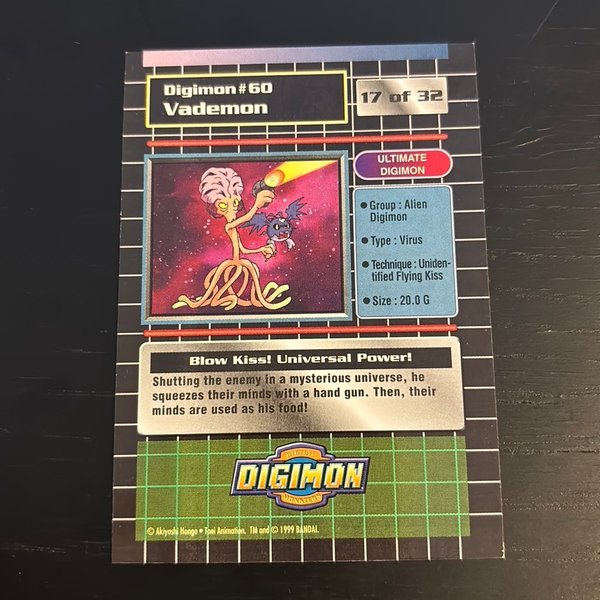 Digimon #60
Vademon
17 of 32
ULTIMATE
DIGIMON
• Group : Alien
Digimon
• Type : Virus
• Technique : Uniden-
tified Flying Kiss
• Size : 20.0 G
Blow Kiss! Universal Power!
Shutting the enemy in a mysterious universe, he
squeezes their minds with a hand gun. Then, their
minds are used as his food!
DIGITAL
DIGIMON
MONSTERS
© Akiyoshi Hongo • Toei Animation. TM and © 1999 BANDAI.